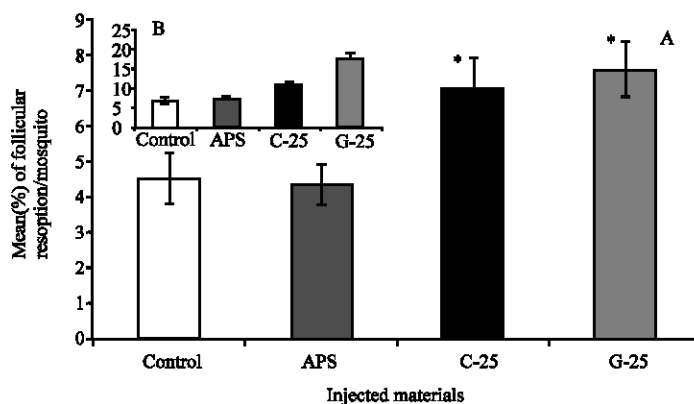 Mean(%) of follicular
resoption/mosquito
9
8
7
6
5
4
3
2
1
0
* 
* A
B
25
20
15
10
5
0
Control APS C-25 G-25
Control APS C-25 G-25
Injected materials